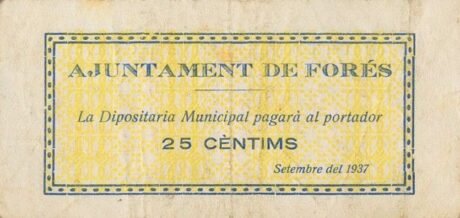 AJUNTAMENT DE FORÉS
La Dipositaria Municipal pagarà al portador
25 CÈNTIMS
Setembre del 1937